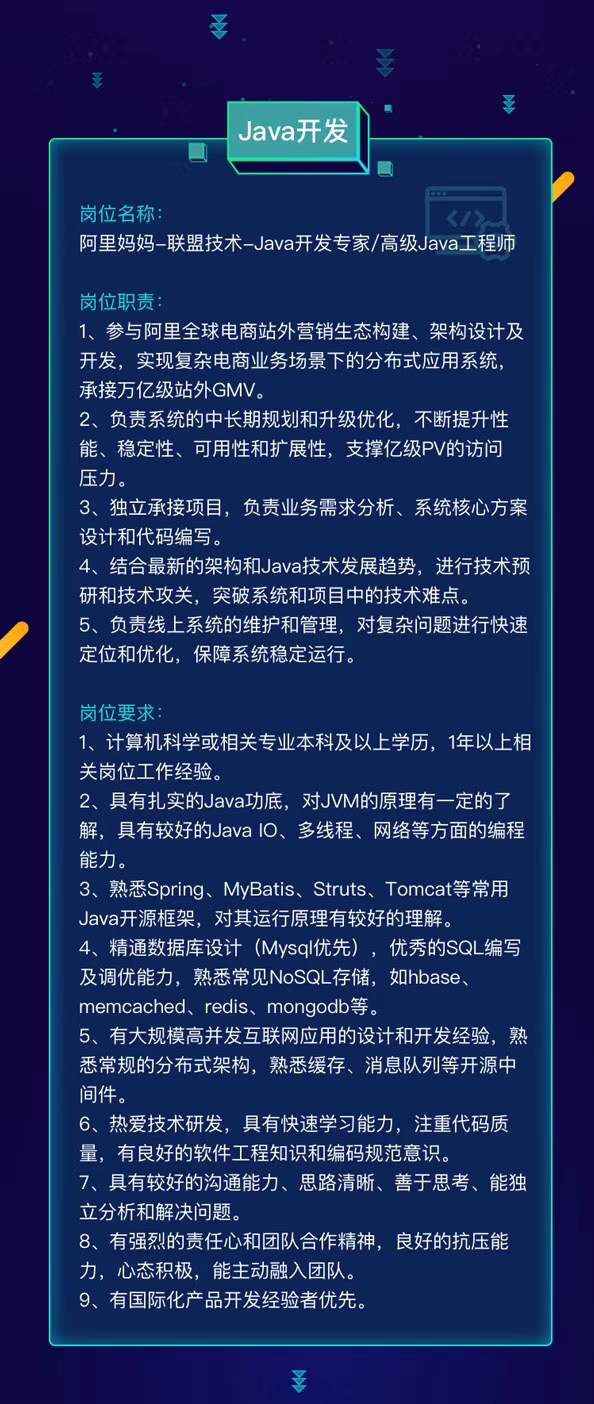 Java开发
岗位名称：
阿里妈妈-联盟技术-Java开发专家/高级Java工程师
岗位职责：
1、参与阿里全球电商站外营销生态构建、架构设计及
开发，实现复杂电商业务场景下的分布式应用系统，
承接万亿级站外GMV。
2、负责系统的中长期规划和升级优化，不断提升性
能、稳定性、可用性和扩展性，支撑亿级PV的访问
压力。
3、独立承接项目，负责业务需求分析、系统核心方案
设计和代码编写。
4、结合最新的架构和Java技术发展趋势，进行技术预
研和技术攻关，突破系统和项目中的技术难点。
5、负责线上系统的维护和管理，对复杂问题进行快速
定位和优化，保障系统稳定运行。
岗位要求：
1、计算机科学或相关专业本科及以上学历，1年以上相
关岗位工作经验。
2、具有扎实的Java功底，对JVM的原理有一定的了
解，具有较好的Java IO、多线程、网络等方面的编程
能力。
3、熟悉Spring、MyBatis、Struts、Tomcat等常用
Java开源框架，对其运行原理有较好的理解。
4、精通数据库设计（Mysql优先），优秀的SQL编写
及调优能力，熟悉常见NoSQL存储，如hbase、
memcached、redis、mongodb等。
5、有大规模高并发互联网应用的设计和开发经验，熟
悉常规的分布式架构，熟悉缓存、消息队列等开源中
间件。
6、热爱技术研发，具有快速学习能力，注重代码质
量，有良好的软件工程知识和编码规范意识。
7、具有较好的沟通能力、思路清晰、善于思考、能独
立分析和解决问题。
8、有强烈的责任心和团队合作精神，良好的抗压能
力，心态积极，能主动融入团队。
9、有国际化产品开发经验者优先。